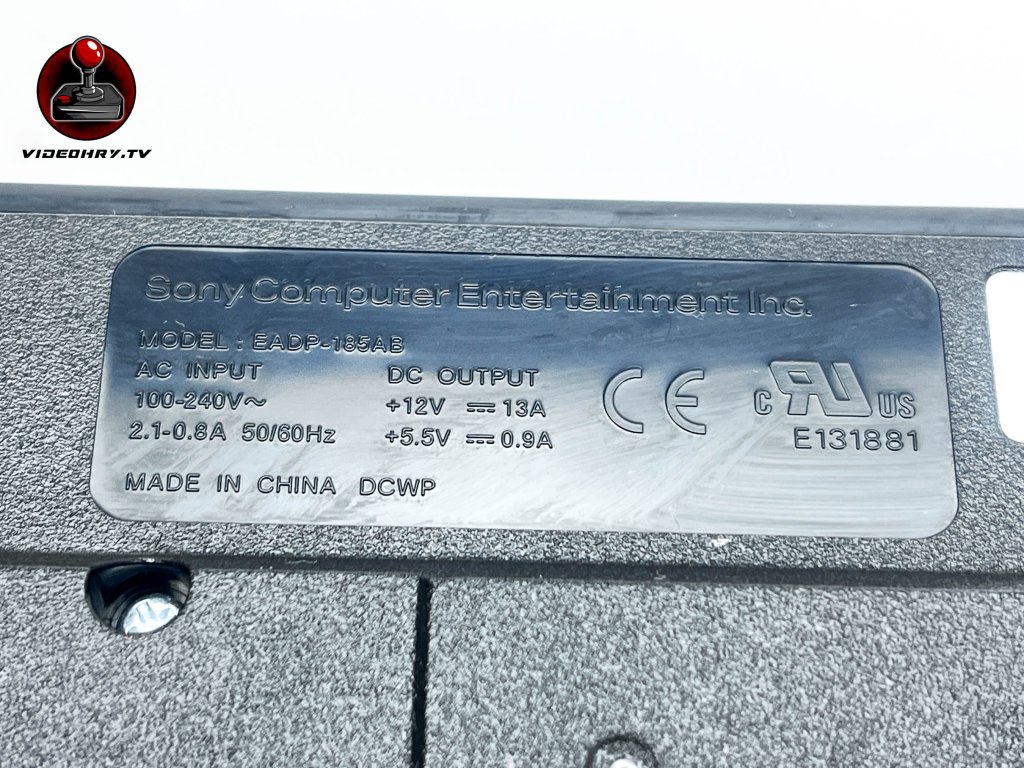 VIDEOHRY.TV
Sony Computer Entertainment Inc.
MODEL : EADP-185AB
AC INPUT
100-240V~
2.1-0.8A 50/60Hz
DC OUTPUT
+12V ⎓ 13A
+5.5V ⎓ 0.9A
MADE IN CHINA DCWP
CE
C RU US
E131881